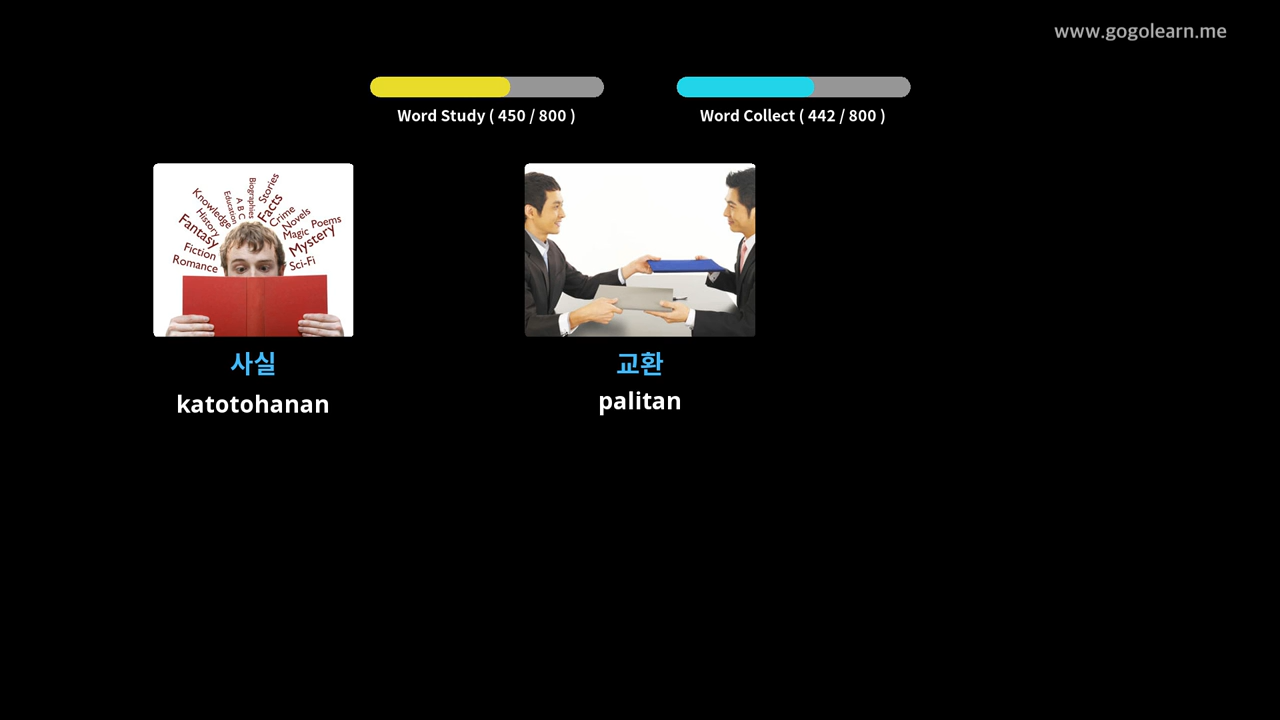 www.gogolearn.me
Word Study ( 450 / 800 )
Word Collect ( 442 / 800 )
Knowledge
History
Fantasy
Fiction
Romance
Education
A B C
Biographies
Stories
Facts
Crime
Novels
Magic
Poems
Mystery
Sci-Fi
사실
katotohanan
교환
palitan